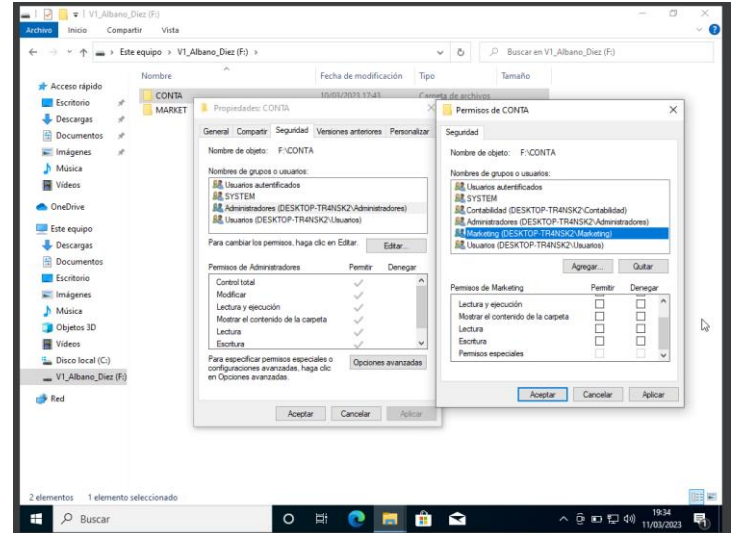 V1_Albano_Diez (F:)
Archivo Inicio Compartir Vista
Este equipo > V1_Albano_Diez (F:) >
Buscar en V1_Albano_Diez (F:)
Nombre Fecha de modificación Tipo Tamaño
CONTA 10/03/2023 17:43 Carpeta de archivos
MARKET
Acceso rápido
Escritorio
Descargas
Documentos
Imágenes
Música
Vídeos
OneDrive
Este equipo
Descargas
Documentos
Escritorio
Imágenes
Música
Objetos 3D
Vídeos
Disco local (C:)
V1_Albano_Diez (F:)
Red
Propiedades: CONTA
General Compartir Seguridad Versiones anteriores Personalizar
Nombre de objeto: F:\CONTA
Nombres de grupos o usuarios:
Usuarios autentificados
SYSTEM
Administradores (DESKTOP-TR4NSK2\Administradores)
Usuarios (DESKTOP-TR4NSK2\Usuarios)
Para cambiar los permisos, haga clic en Editar.
Editar...
Permisos de Administradores Permitir Denegar
Control total
Modificar
Lectura y ejecución
Mostrar el contenido de la carpeta
Lectura
Escritura
Para especificar permisos especiales o
configuraciones avanzadas, haga clic
en Opciones avanzadas.
Opciones avanzadas
Aceptar Cancelar Aplicar
Permisos de CONTA
Seguridad
Nombre de objeto: F:\CONTA
Nombres de grupos o usuarios:
Usuarios autentificados
SYSTEM
Contabilidad (DESKTOP-TR4NSK2\Contabilidad)
Administradores (DESKTOP-TR4NSK2\Administradores)
Marketing (DESKTOP-TR4NSK2\Marketing)
Usuarios (DESKTOP-TR4NSK2\Usuarios)
Agregar... Quitar
Permisos de Marketing Permitir Denegar
Lectura y ejecución
Mostrar el contenido de la carpeta
Lectura
Escritura
Permisos especiales
Aceptar Cancelar Aplicar
2 elementos 1 elemento seleccionado
Buscar
19:34
11/03/2023